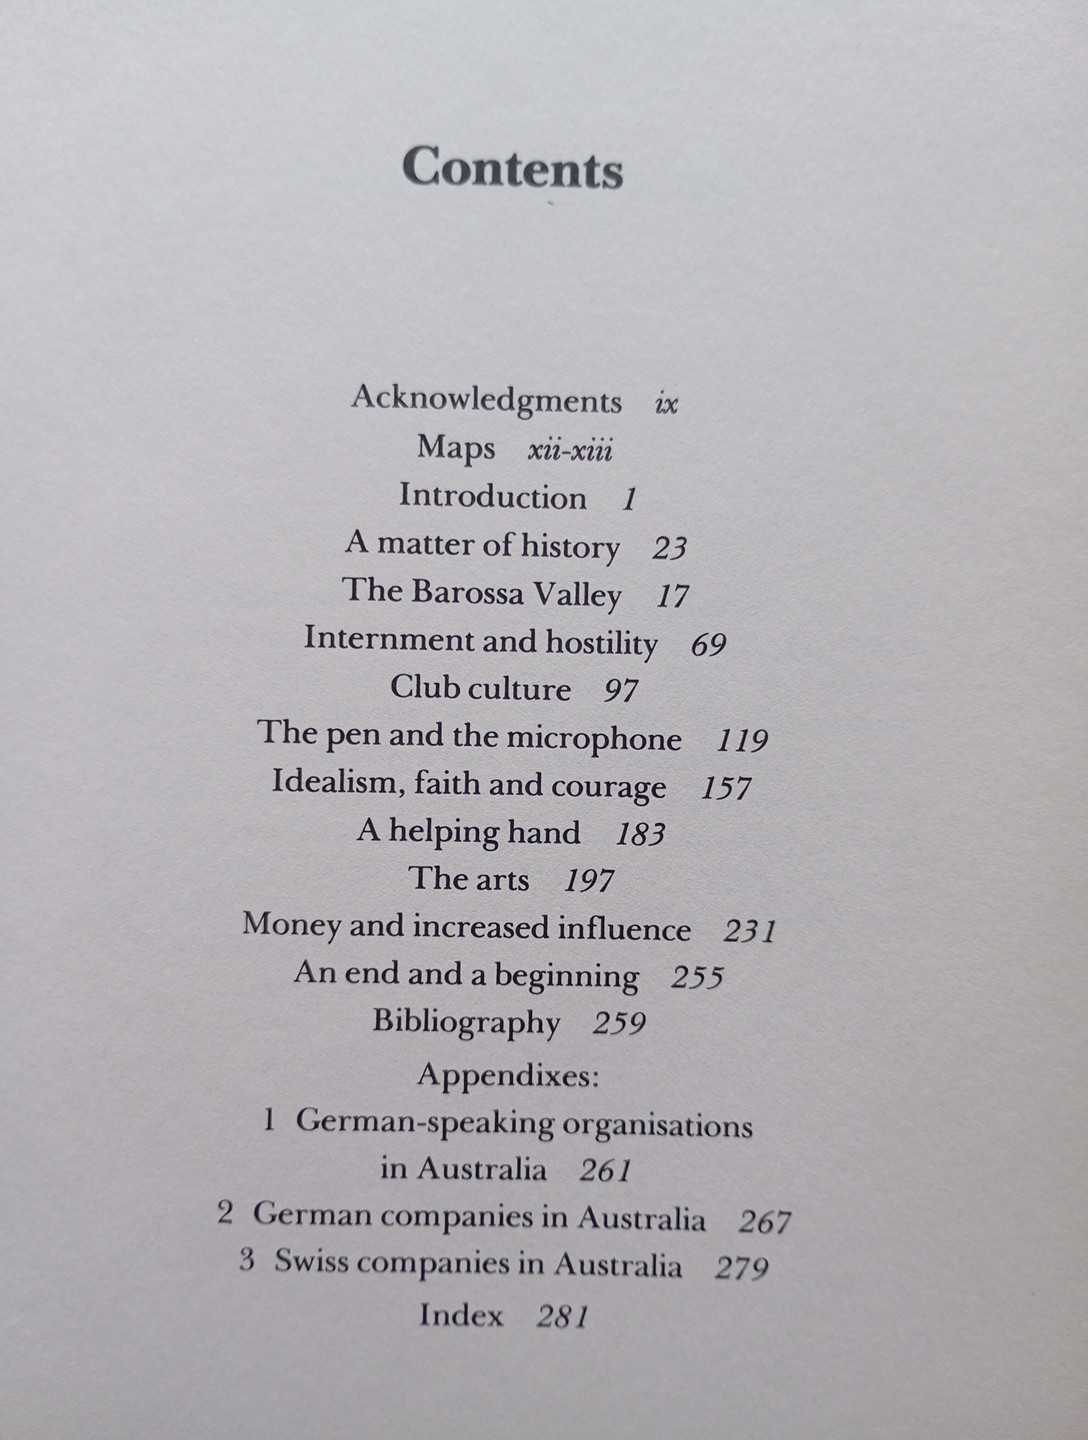 Contents
Acknowledgments ix
Maps xii-xiii
Introduction 1
A matter of history 23
The Barossa Valley 17
Internment and hostility 69
Club culture 97
The pen and the microphone 119
Idealism, faith and courage 157
A helping hand 183
The arts 197
Money and increased influence 231
An end and a beginning 255
Bibliography 259
Appendixes:
1 German-speaking organisations
in Australia 261
2 German companies in Australia 267
3 Swiss companies in Australia 279
Index 281